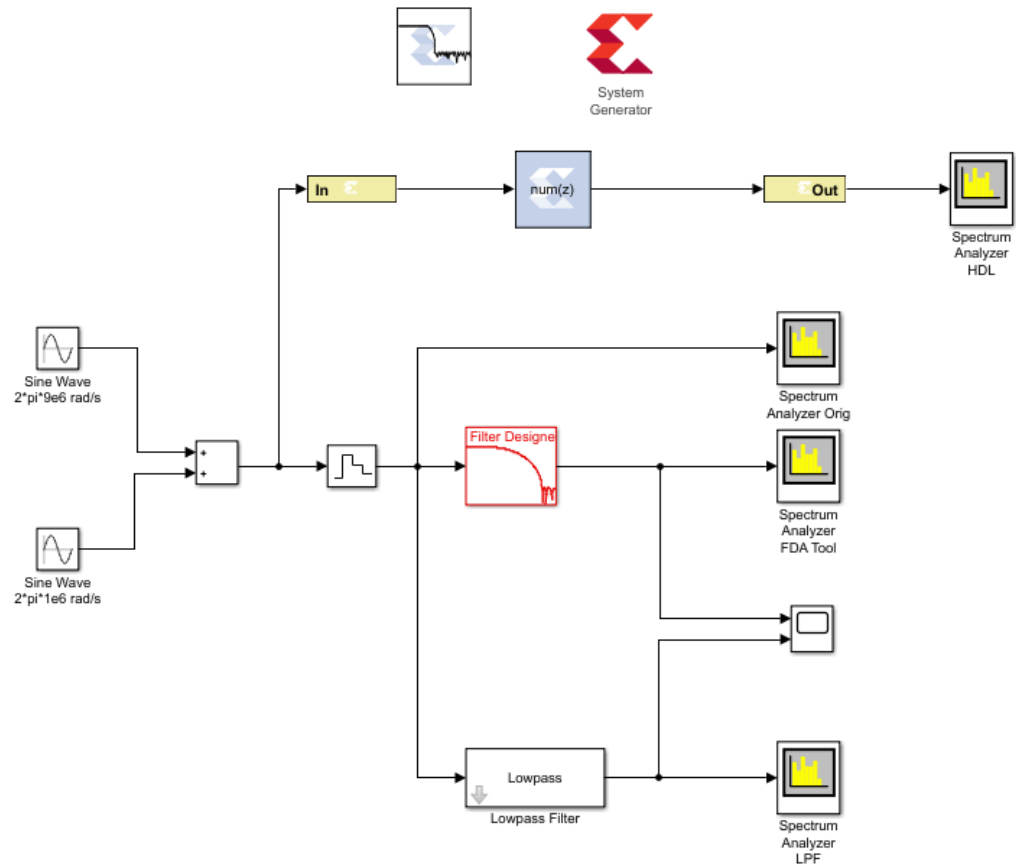 System
Generator
In
num(z)
Out
Spectrum
Analyzer
HDL
Sine Wave
2*pi*9e6 rad/s
Spectrum
Analyzer Orig
+
+
Filter Designe
Spectrum
Analyzer
FDA Tool
Sine Wave
2*pi*1e6 rad/s
Lowpass
Lowpass Filter
Spectrum
Analyzer
LPF